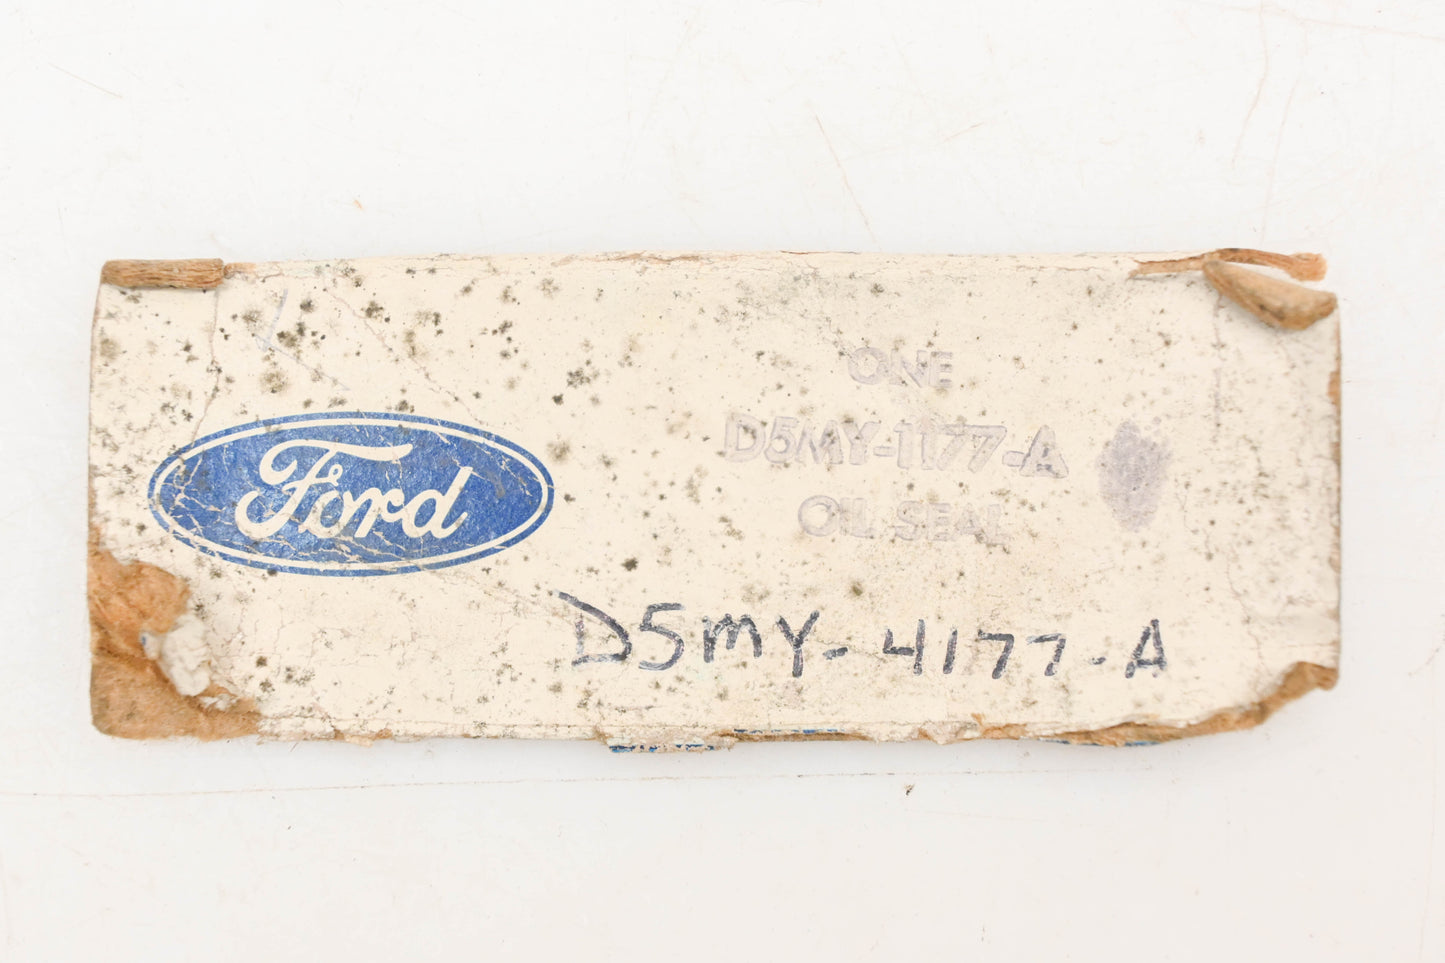 Ford
ONE
D5MY-1177-A
OIL SEAL
D5MY-4177-A